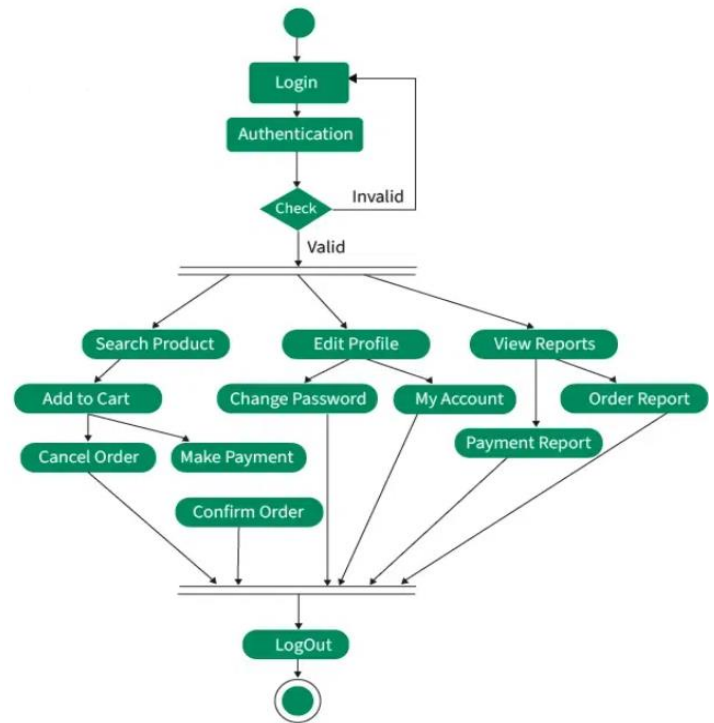 Login
Authentication
Check
Invalid
Valid
Search Product
Edit Profile
View Reports
Add to Cart
Change Password
My Account
Order Report
Cancel Order
Make Payment
Payment Report
Confirm Order
LogOut